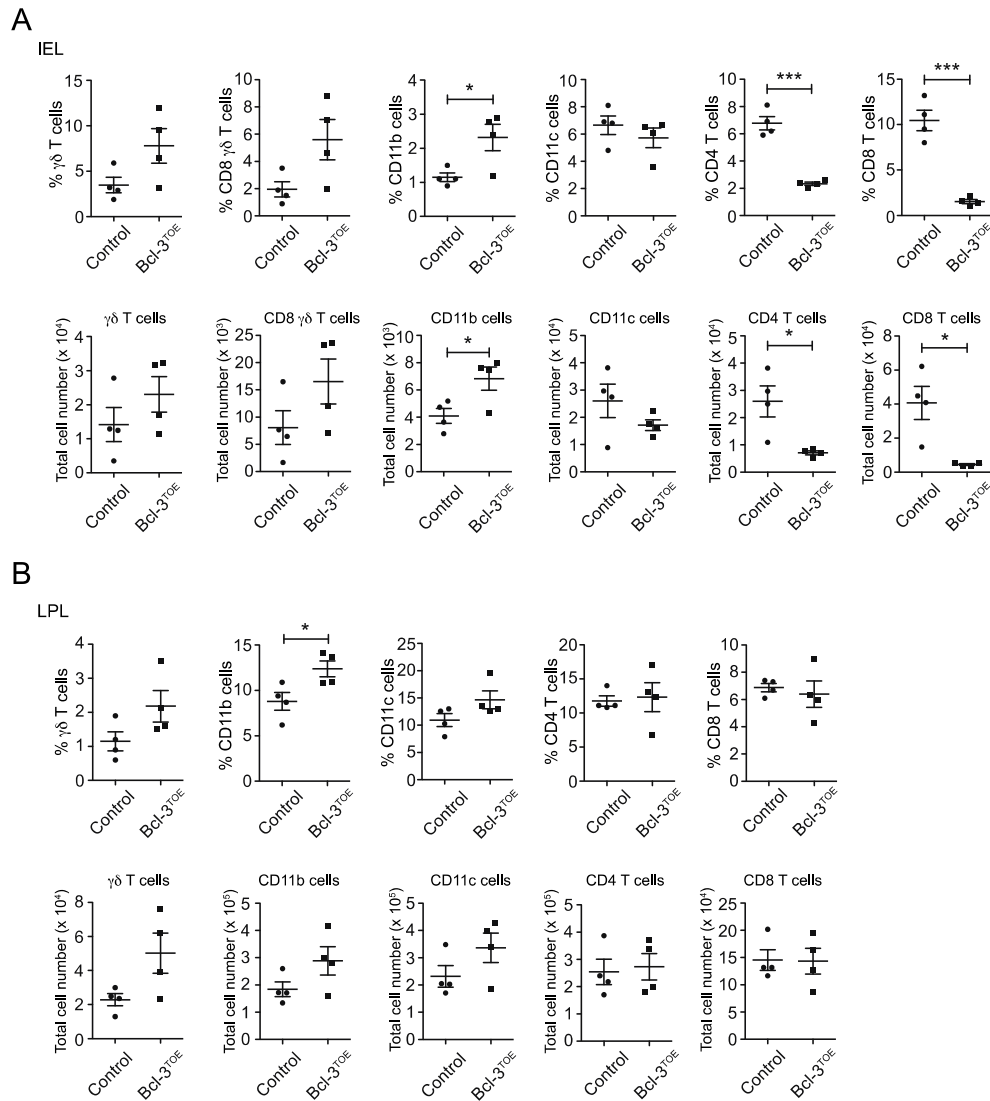 A
IEL
% γδ T cells
15
10
5
0
Control
Bcl-3TOE
% CD8 γδ T cells
10
8
6
4
2
0
Control
Bcl-3TOE
% CD11b cells
4
3
2
1
0
*
Control
Bcl-3TOE
% CD11c cells
10
8
6
4
2
0
Control
Bcl-3TOE
% CD4 T cells
10
8
6
4
2
0
***
Control
Bcl-3TOE
% CD8 T cells
15
10
5
0
***
Control
Bcl-3TOE
γδ T cells
Total cell number (x 10⁴)
4
3
2
1
0
Control
Bcl-3TOE
CD8 γδ T cells
Total cell number (x 10³)
25
20
15
10
5
0
Control
Bcl-3TOE
CD11b cells
Total cell number (x 10³)
10
8
6
4
2
0
*
Control
Bcl-3TOE
CD11c cells
Total cell number (x 10⁴)
5
4
3
2
1
0
Control
Bcl-3TOE
CD4 T cells
Total cell number (x 10⁴)
5
4
3
2
1
0
*
Control
Bcl-3TOE
CD8 T cells
Total cell number (x 10⁴)
8
6
4
2
0
*
Control
Bcl-3TOE
B
LPL
% γδ T cells
4
3
2
1
0
Control
Bcl-3TOE
% CD11b cells
15
10
5
0
*
Control
Bcl-3TOE
% CD11c cells
25
20
15
10
5
0
Control
Bcl-3TOE
% CD4 T cells
20
15
10
5
0
Control
Bcl-3TOE
% CD8 T cells
10
8
6
4
2
0
Control
Bcl-3TOE
γδ T cells
Total cell number (x 10⁴)
8
6
4
2
0
Control
Bcl-3TOE
CD11b cells
Total cell number (x 10⁵)
5
4
3
2
1
0
Control
Bcl-3TOE
CD11c cells
Total cell number (x 10⁵)
5
4
3
2
1
0
Control
Bcl-3TOE
CD4 T cells
Total cell number (x 10⁵)
5
4
3
2
1
0
Control
Bcl-3TOE
CD8 T cells
Total cell number (x 10⁴)
25
20
15
10
5
0
Control
Bcl-3TOE